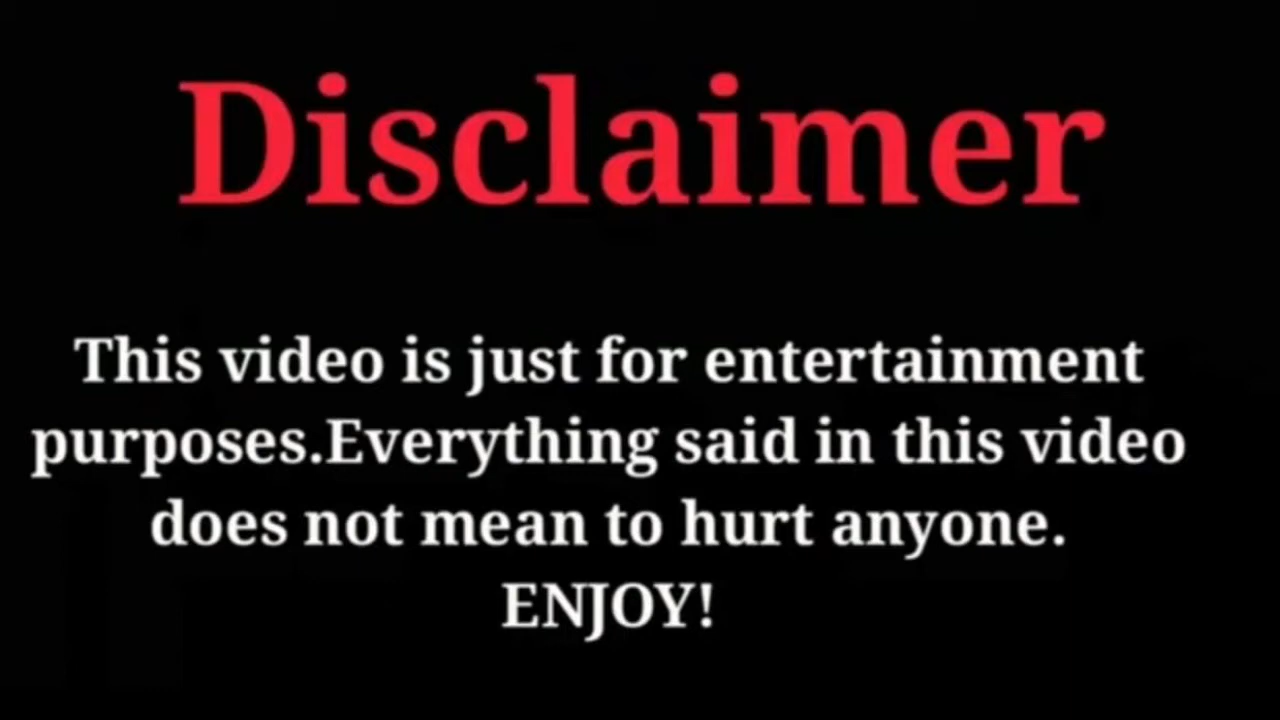 Disclaimer
This video is just for entertainment
purposes.Everything said in this video
does not mean to hurt anyone.
ENJOY!